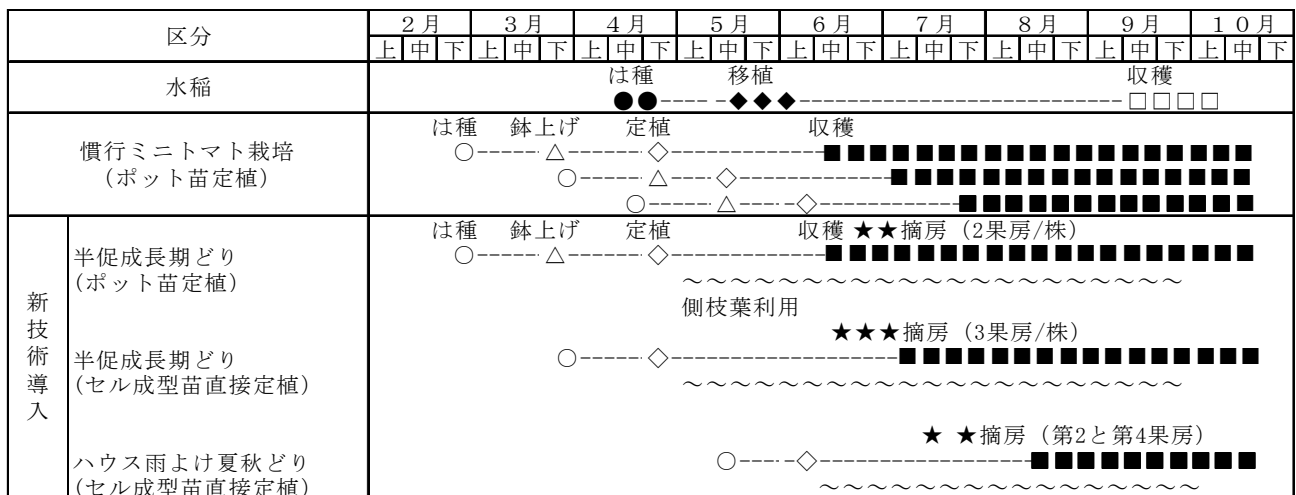 区分
2月 3月 4月 5月 6月 7月 8月 9月 10月
上 中 下 上 中 下 上 中 下 上 中 下 上 中 下 上 中 下 上 中 下 上 中 下 上 中 下
水稲
は種 移植 収穫
慣行ミニトマト栽培
(ポット苗定植)
は種 鉢上げ 定植 収穫
新技術導入
半促成長期どり
(ポット苗定植)
は種 鉢上げ 定植 収穫 ★★摘房 (2果房/株)
側枝葉利用
半促成長期どり
(セル成型苗直接定植)
★★★摘房 (3果房/株)
ハウス雨よけ夏秋どり
(セル成型苗直接定植)
★ ★摘房 (第2と第4果房)